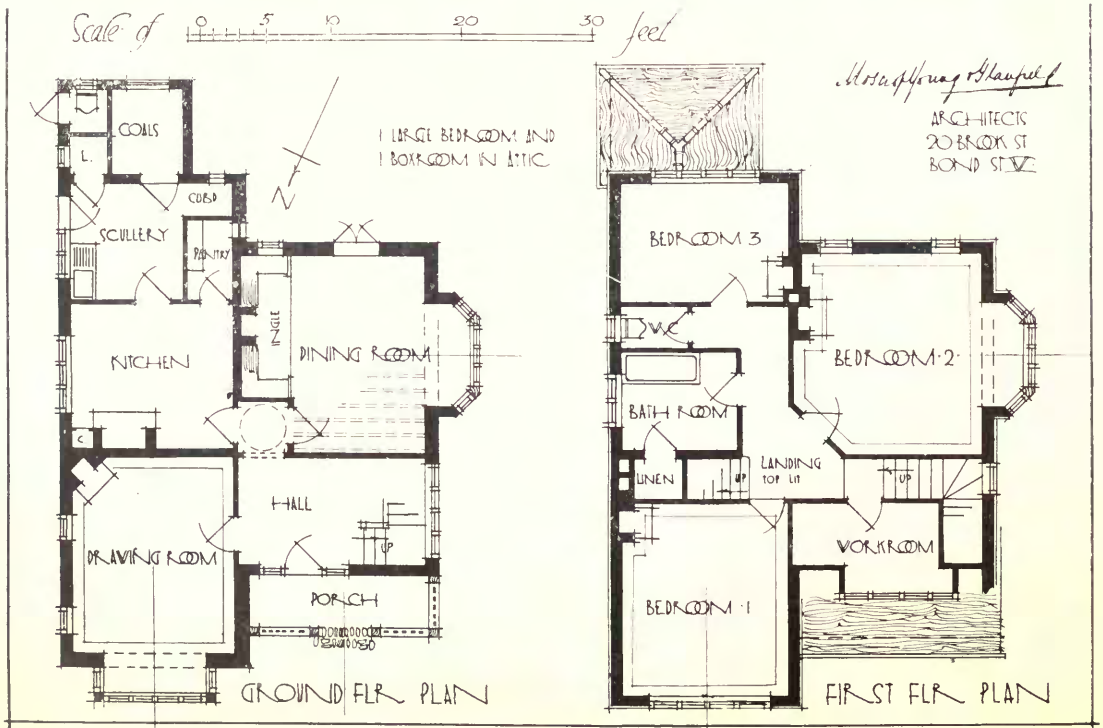 Scale of 0 5 10 20 30 feet
ARCHITECTS
20 BROOK ST
BOND ST W
1 LARGE BEDROOM AND
1 BOXROOM IN ATTIC
N
COALS
L.
CUBD
SCULLERY
PANTRY
INGLE
KITCHEN
DINING ROOM
C
HALL
UP
DRAWING ROOM
PORCH
GROUND FLR PLAN
BEDROOM 3
W.C
BEDROOM·2·
BATH ROOM
LINEN
UP
LANDING
TOP LIT
UP
WORKROOM
BEDROOM·1
FIRST FLR PLAN